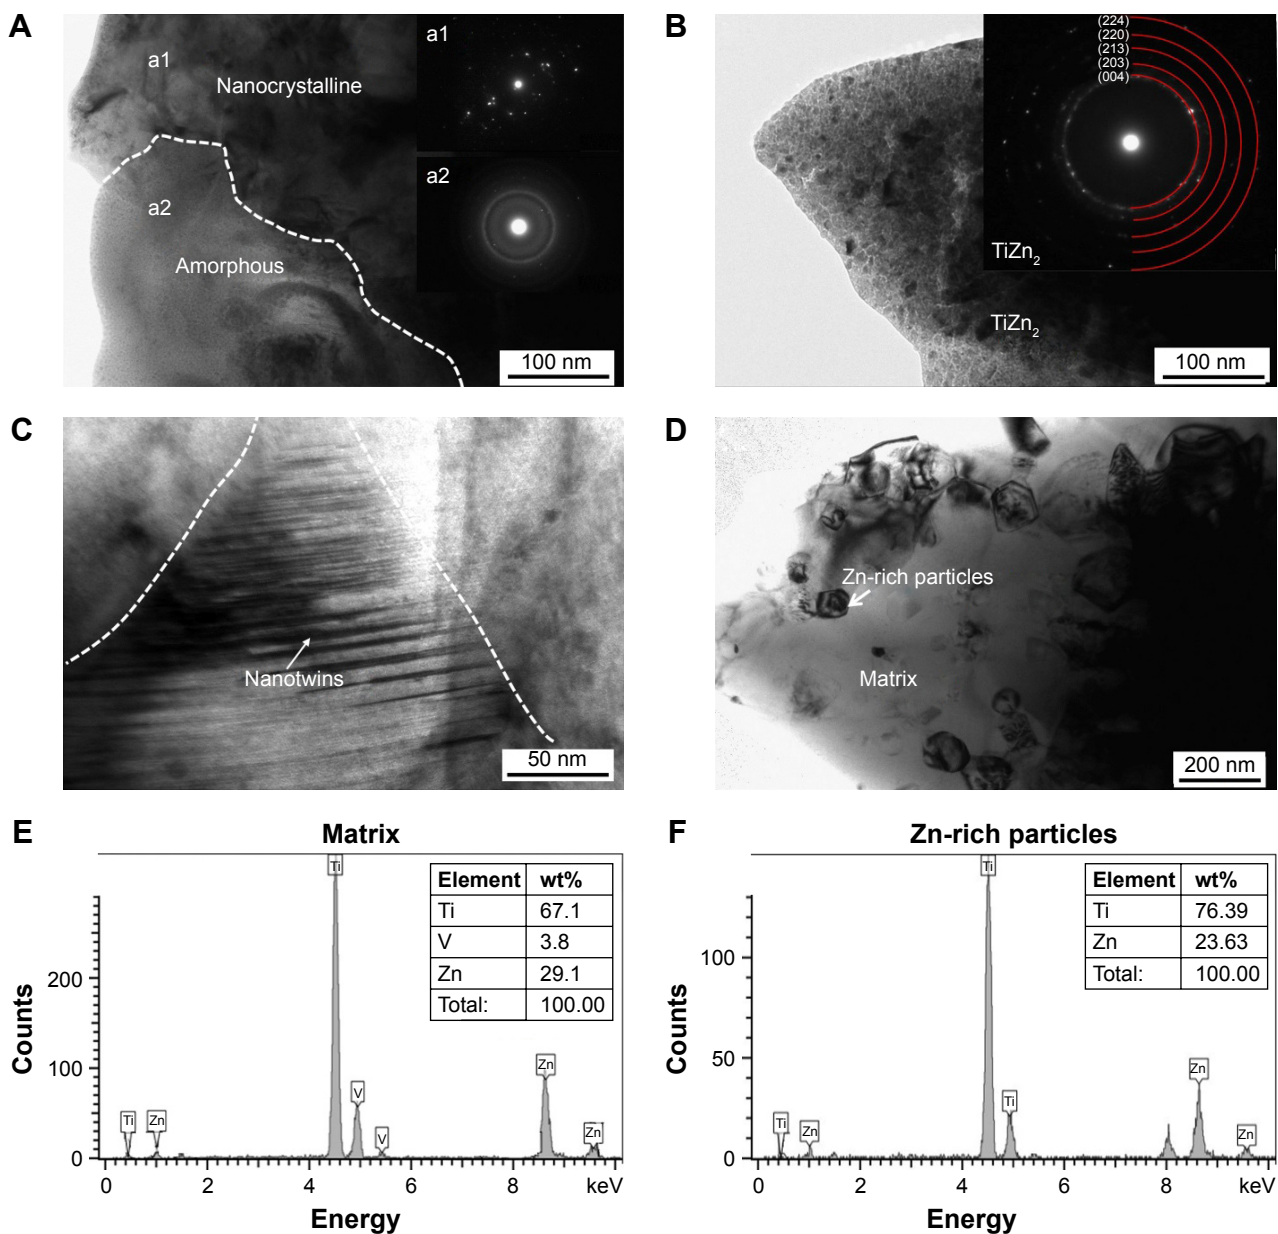 A
a1
Nanocrystalline
a1
a2
a2
Amorphous
100 nm
B
(224)
(220)
(213)
(203)
(004)
TiZn2
TiZn2
100 nm
C
Nanotwins
50 nm
D
Zn-rich particles
Matrix
200 nm
E
Matrix
Element wt%
Ti 67.1
V 3.8
Zn 29.1
Total: 100.00
Counts
200
100
0
Ti
Zn
Ti
V
V
Zn
Zn
0 2 4 6 8 keV
Energy
F
Zn-rich particles
Element wt%
Ti 76.39
Zn 23.63
Total: 100.00
Counts
100
50
0
Ti
Zn
Ti
Ti
Zn
Zn
0 2 4 6 8 keV
Energy